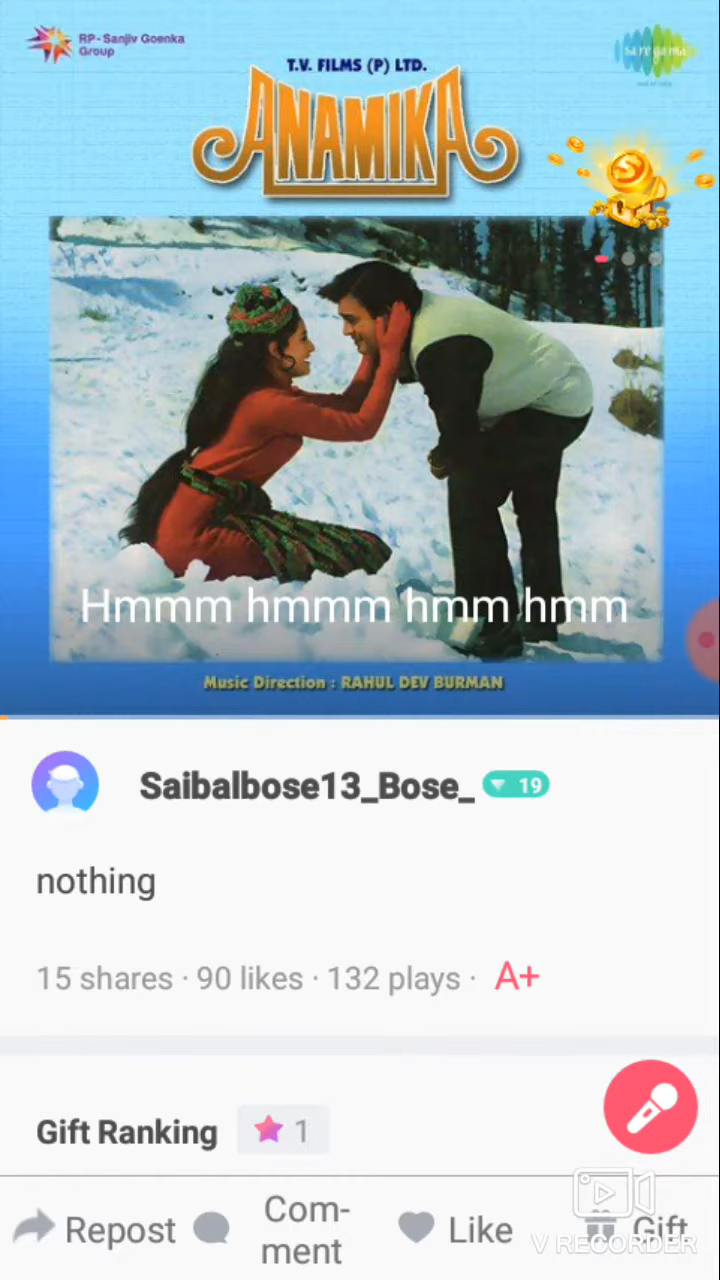 RP-Sanjiv Goenka
Group
saregama
T.V. FILMS (P) LTD.
ANAMIKA
Hmmm hmmm hmm hmm
Music Direction : RAHUL DEV BURMAN
Saibalbose13_Bose_ 19
nothing
15 shares · 90 likes · 132 plays · A+
Gift Ranking 1
Repost
Com-
ment
Like
Gift
V RECORDER